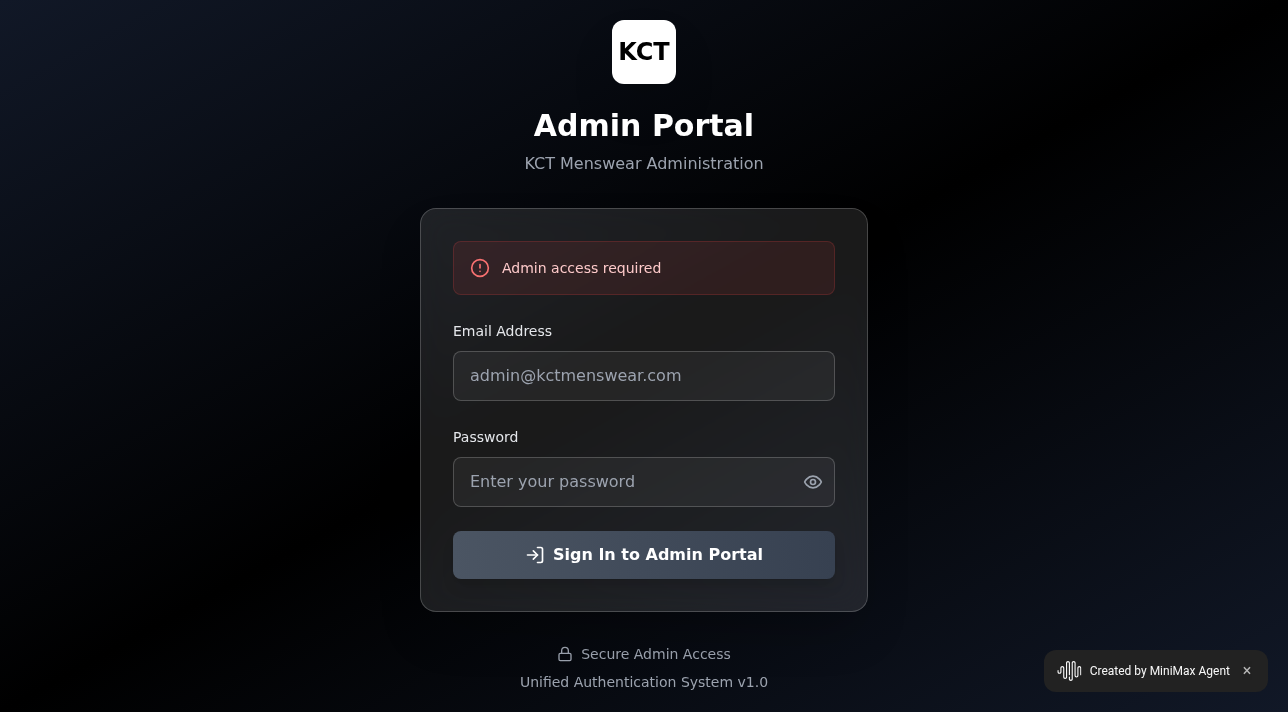 KCT
Admin Portal
KCT Menswear Administration
Admin access required
Email Address
admin@kctmenswear.com
Password
Enter your password
Sign In to Admin Portal
Secure Admin Access
Unified Authentication System v1.0
Created by MiniMax Agent ×